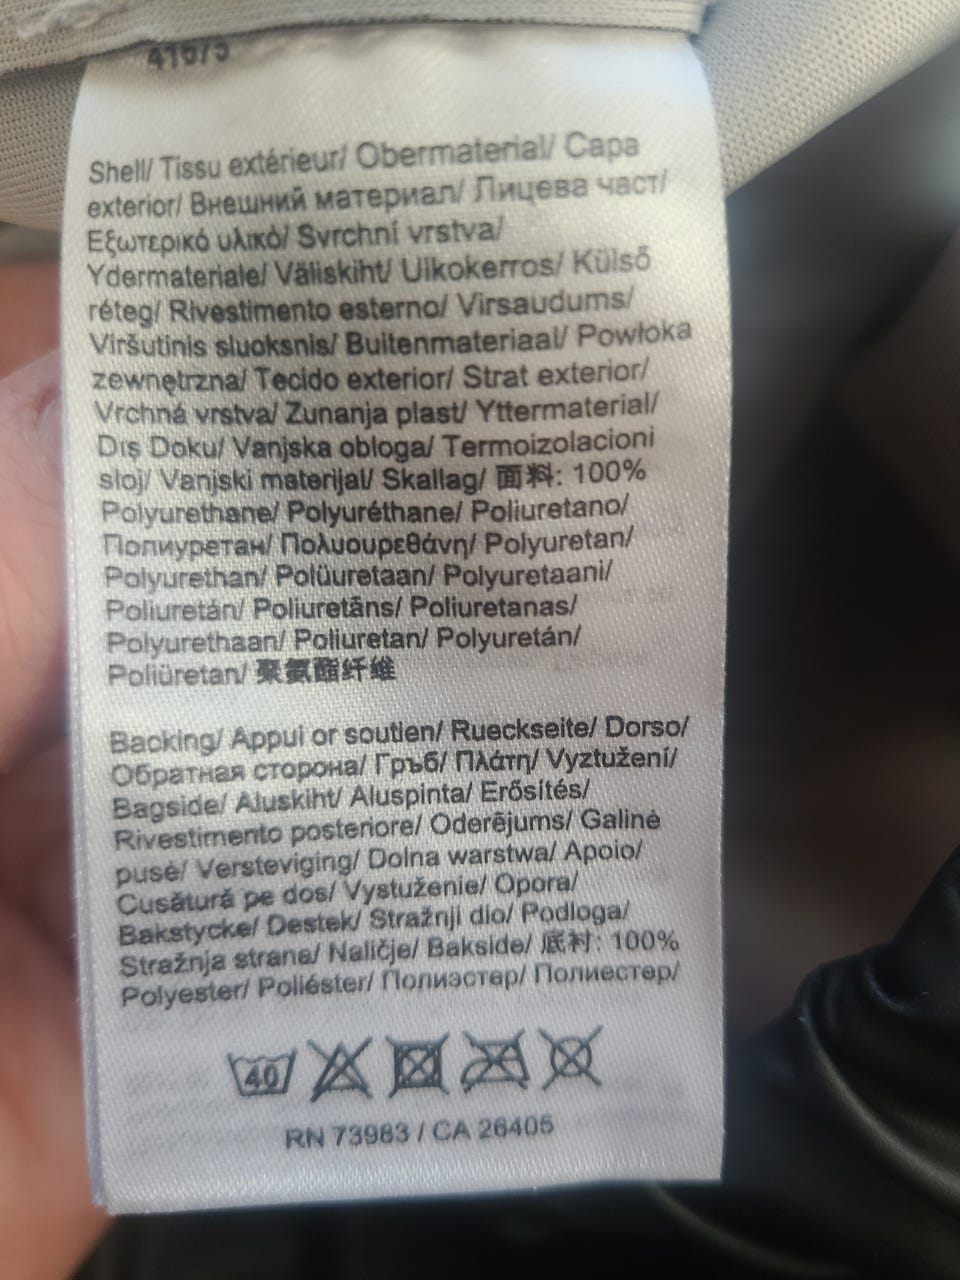 Shell/ Tissu extérieur/ Obermaterial/ Capa
exterior/ Внешний материал/ Лицева част/
Εξωτερικό υλικό/ Svrchní vrstva/
Ydermateriale/ Väliskiht/ Ulkokerros/ Külső
réteg/ Rivestimento esterno/ Virsaudums/
Viršutinis sluoksnis/ Buitenmateriaal/ Powłoka
zewnętrzna/ Tecido exterior/ Strat exterior/
Vrchná vrstva/ Zunanja plast/ Yttermaterial/
Dış Doku/ Vanjska obloga/ Termoizolacioni
sloj/ Vanjski materijal/ Skallag/ 面料: 100%
Polyurethane/ Polyuréthane/ Poliuretano/
Полиуретан/ Πολυουρεθάνη/ Polyuretan/
Polyurethan/ Polüuretaan/ Polyuretaani/
Poliuretán/ Poliuretāns/ Poliuretanas/
Polyurethaan/ Poliuretan/ Polyuretán/
Poliüretan/ 聚氨酯纤维
Backing/ Appui or soutien/ Rueckseite/ Dorso/
Обратная сторона/ Гръб/ Πλάτη/ Vyztužení/
Bagside/ Aluskiht/ Aluspinta/ Erősítés/
Rivestimento posteriore/ Oderējums/ Galinė
pusė/ Versteviging/ Dolna warstwa/ Apoio/
Cusătură pe dos/ Vystuženie/ Opora/
Bakstycke/ Destek/ Stražnji dio/ Podloga/
Stražnja strana/ Naličje/ Bakside/ 底衬: 100%
Polyester/ Poliéster/ Полиэстер/ Полиестер/
40
RN 73983 / CA 26405